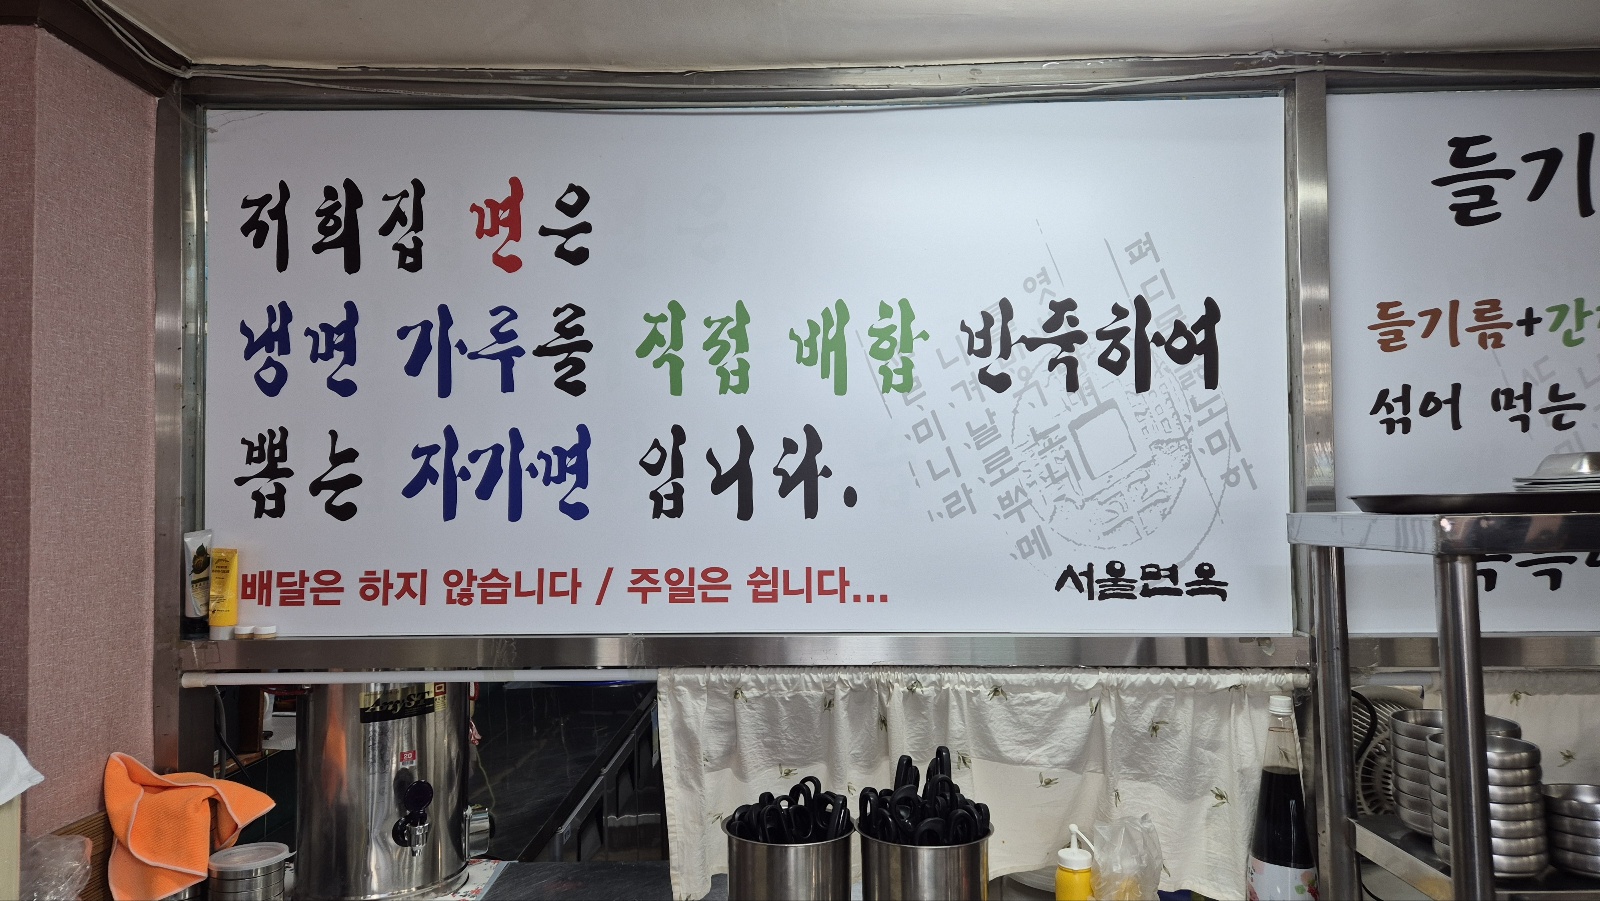 저희집 면은
냉면 가루를 직접 배합 반죽하여
뽑는 자가면 입니다.
배달은 하지 않습니다 / 주일은 쉽니다...
서울면옥
들기
들기름+간
섞어 먹는